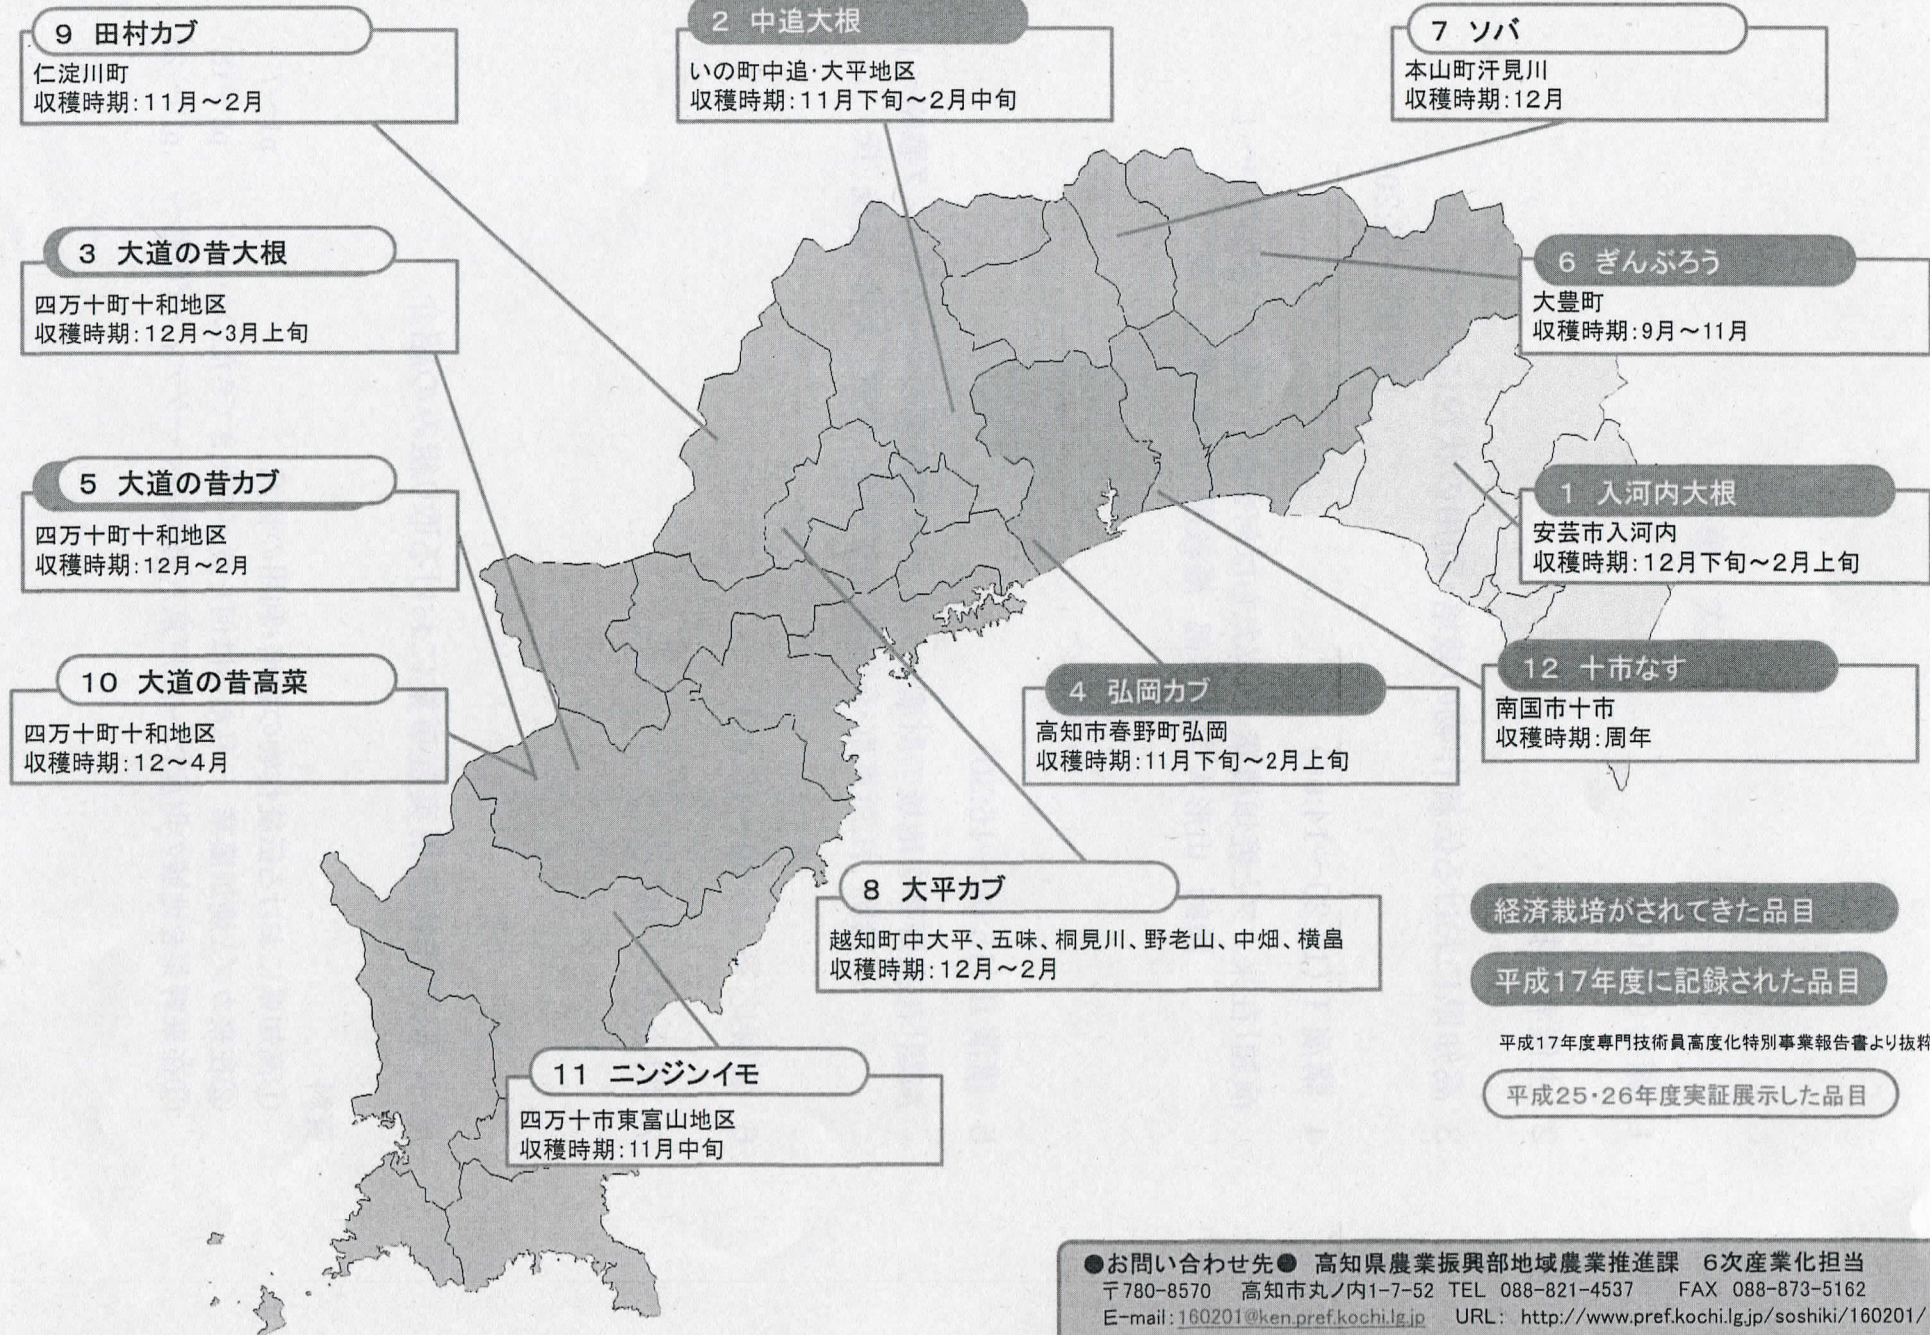 9 田村カブ
仁淀川町
収穫時期：11月～2月
2 中追大根
いの町中追・大平地区
収穫時期：11月下旬～2月中旬
7 ソバ
本山町汗見川
収穫時期：12月
3 大道の昔大根
四万十町十和地区
収穫時期：12月～3月上旬
6 ぎんぶろう
大豊町
収穫時期：9月～11月
5 大道の昔カブ
四万十町十和地区
収穫時期：12月～2月
1 入河内大根
安芸市入河内
収穫時期：12月下旬～2月上旬
10 大道の昔高菜
四万十町十和地区
収穫時期：12～4月
4 弘岡カブ
高知市春野町弘岡
収穫時期：11月下旬～2月上旬
12 十市なす
南国市十市
収穫時期：周年
8 大平カブ
越知町中大平、五味、桐見川、野老山、中畑、横畠
収穫時期：12月～2月
11 ニンジンイモ
四万十市東富山地区
収穫時期：11月中旬
経済栽培がされてきた品目
平成17年度に記録された品目
平成17年度専門技術員高度化特別事業報告書より抜粋
平成25・26年度実証展示した品目
●お問い合わせ先● 高知県農業振興部地域農業推進課 6次産業化担当
〒780-8570 高知市丸ノ内1-7-52 TEL 088-821-4537 FAX 088-873-5162
E-mail：160201@ken.pref.kochi.lg.jp URL： http://www.pref.kochi.lg.jp/soshiki/160201/